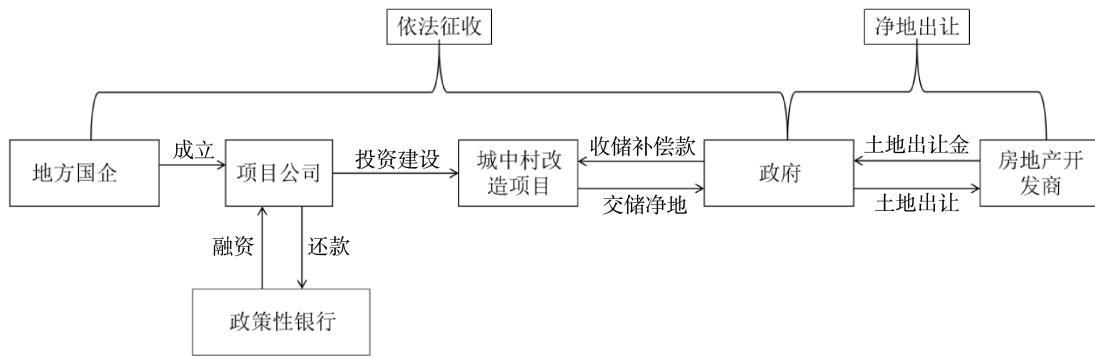 依法征收
净地出让
地方国企
成立
项目公司
投资建设
城中村改
造项目
收储补偿款
交储净地
政府
土地出让金
土地出让
房地产开
发商
融资
还款
政策性银行